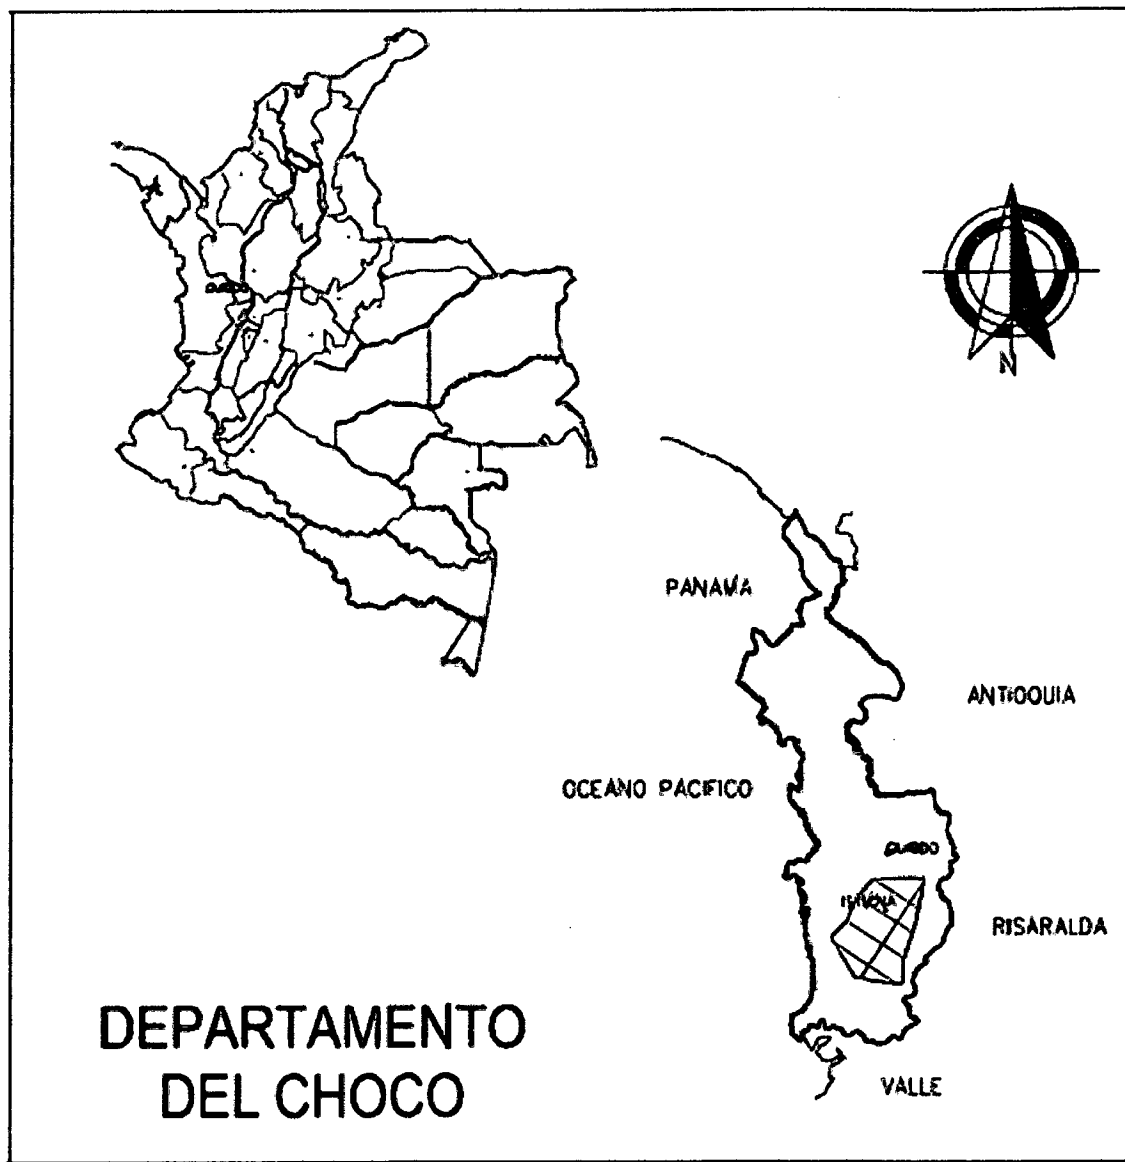 N
PANAMA
ANTIOQUIA
OCEANO PACIFICO
QUIBDO
RISARALDA
DEPARTAMENTO
DEL CHOCO
VALLE